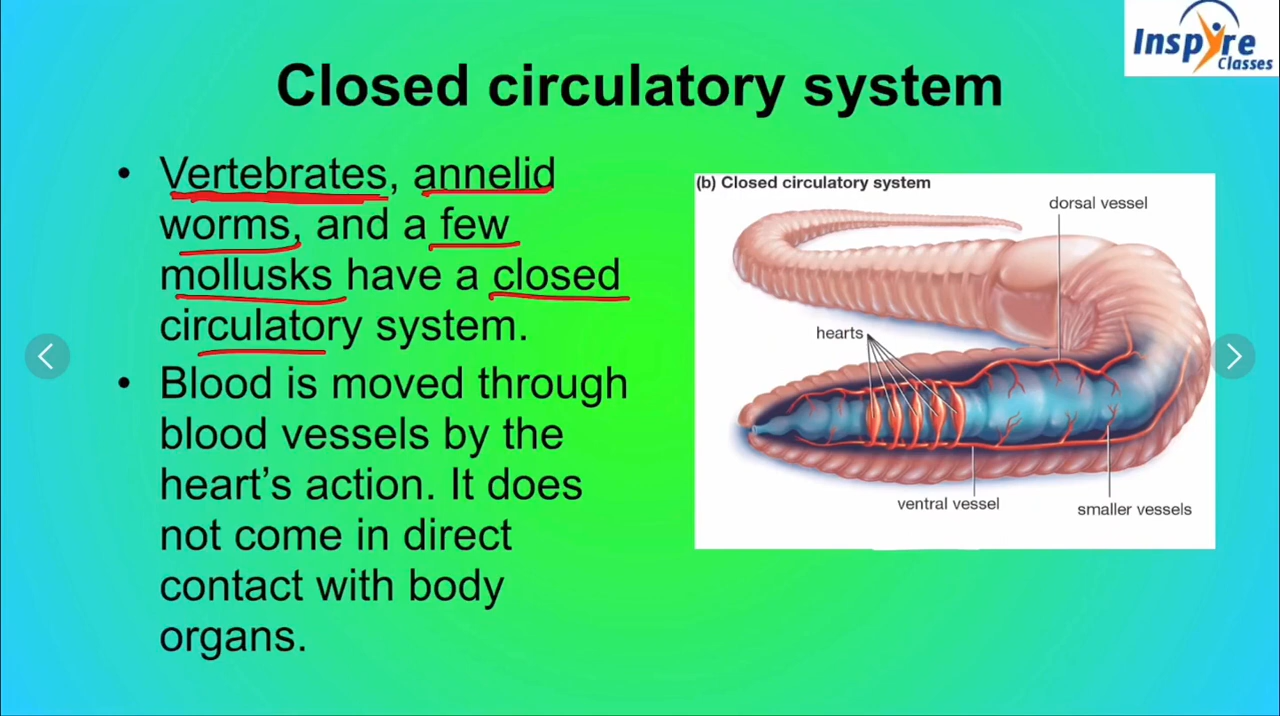 Inspyre
Classes
Closed circulatory system
• Vertebrates, annelid
worms, and a few
mollusks have a closed
circulatory system.
• Blood is moved through
blood vessels by the
heart’s action. It does
not come in direct
contact with body
organs.
(b) Closed circulatory system
dorsal vessel
hearts
ventral vessel
smaller vessels